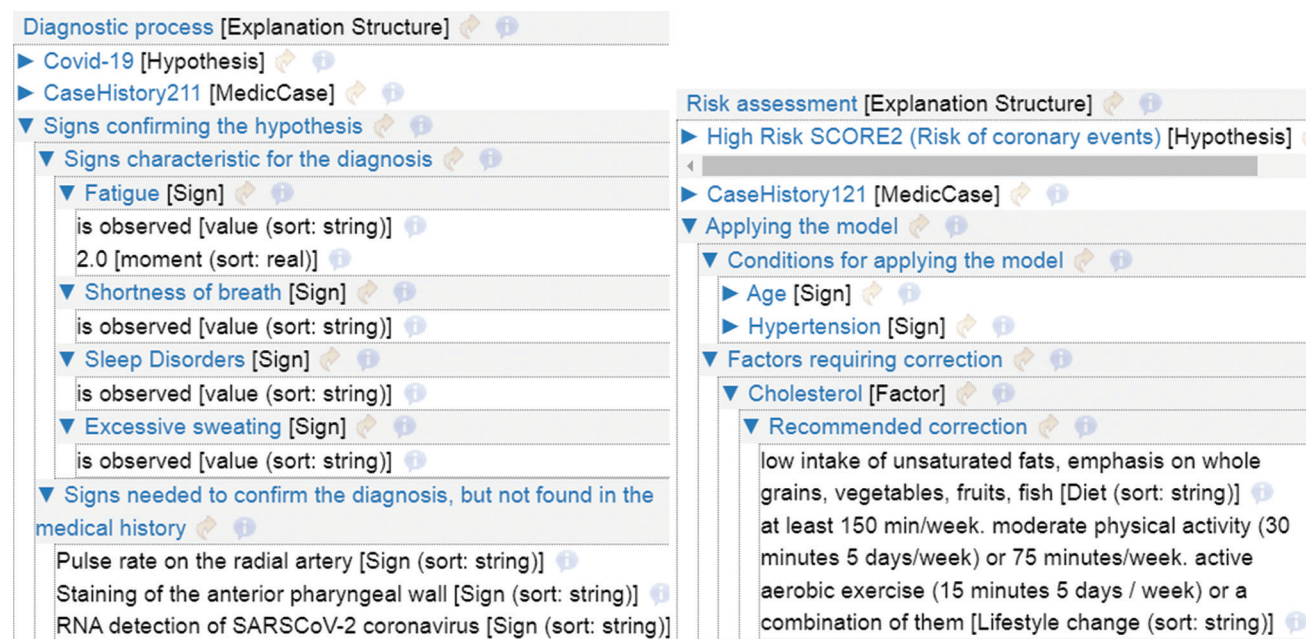 Diagnostic process [Explanation Structure]
Covid-19 [Hypothesis]
CaseHistory211 [MedicCase]
Signs confirming the hypothesis
Signs characteristic for the diagnosis
Fatigue [Sign]
is observed [value (sort: string)]
2.0 [moment (sort: real)]
Shortness of breath [Sign]
is observed [value (sort: string)]
Sleep Disorders [Sign]
is observed [value (sort: string)]
Excessive sweating [Sign]
is observed [value (sort: string)]
Signs needed to confirm the diagnosis, but not found in the
medical history
Pulse rate on the radial artery [Sign (sort: string)]
Staining of the anterior pharyngeal wall [Sign (sort: string)]
RNA detection of SARSCoV-2 coronavirus [Sign (sort: string)]
Risk assessment [Explanation Structure]
High Risk SCORE2 (Risk of coronary events) [Hypothesis]
CaseHistory121 [MedicCase]
Applying the model
Conditions for applying the model
Age [Sign]
Hypertension [Sign]
Factors requiring correction
Cholesterol [Factor]
Recommended correction
low intake of unsaturated fats, emphasis on whole
grains, vegetables, fruits, fish [Diet (sort: string)]
at least 150 min/week. moderate physical activity (30
minutes 5 days/week) or 75 minutes/week. active
aerobic exercise (15 minutes 5 days / week) or a
combination of them [Lifestyle change (sort: string)]